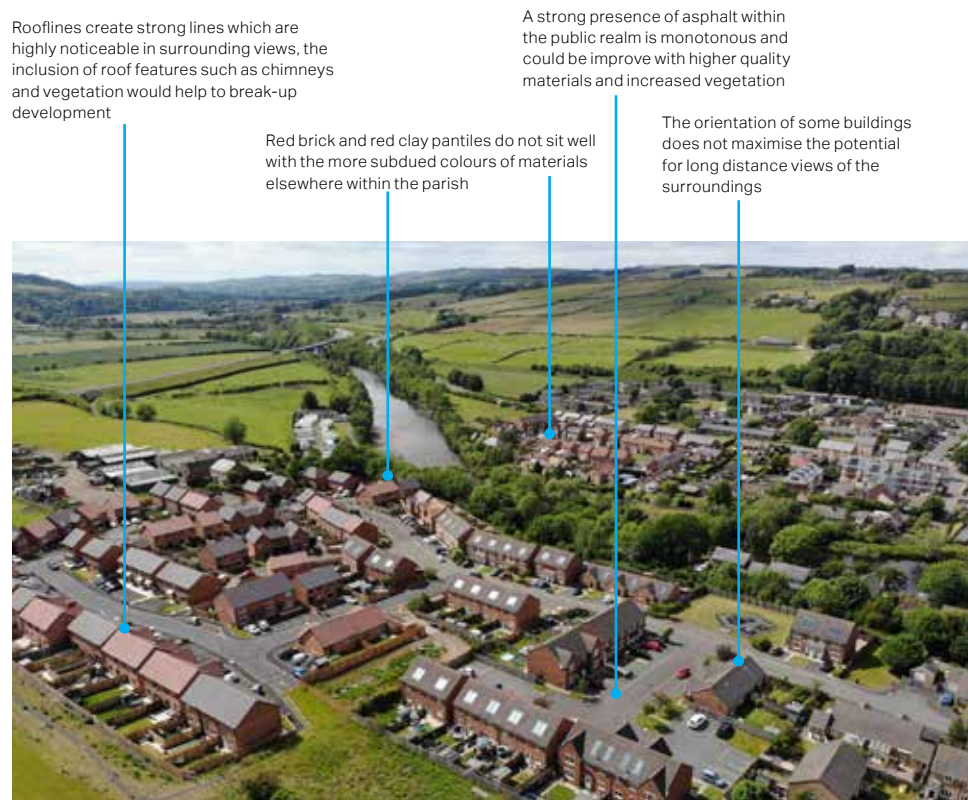 Rooflines create strong lines which are
highly noticeable in surrounding views, the
inclusion of roof features such as chimneys
and vegetation would help to break-up
development
Red brick and red clay pantiles do not sit well
with the more subdued colours of materials
elsewhere within the parish
A strong presence of asphalt within
the public realm is monotonous and
could be improve with higher quality
materials and increased vegetation
The orientation of some buildings
does not maximise the potential
for long distance views of the
surroundings